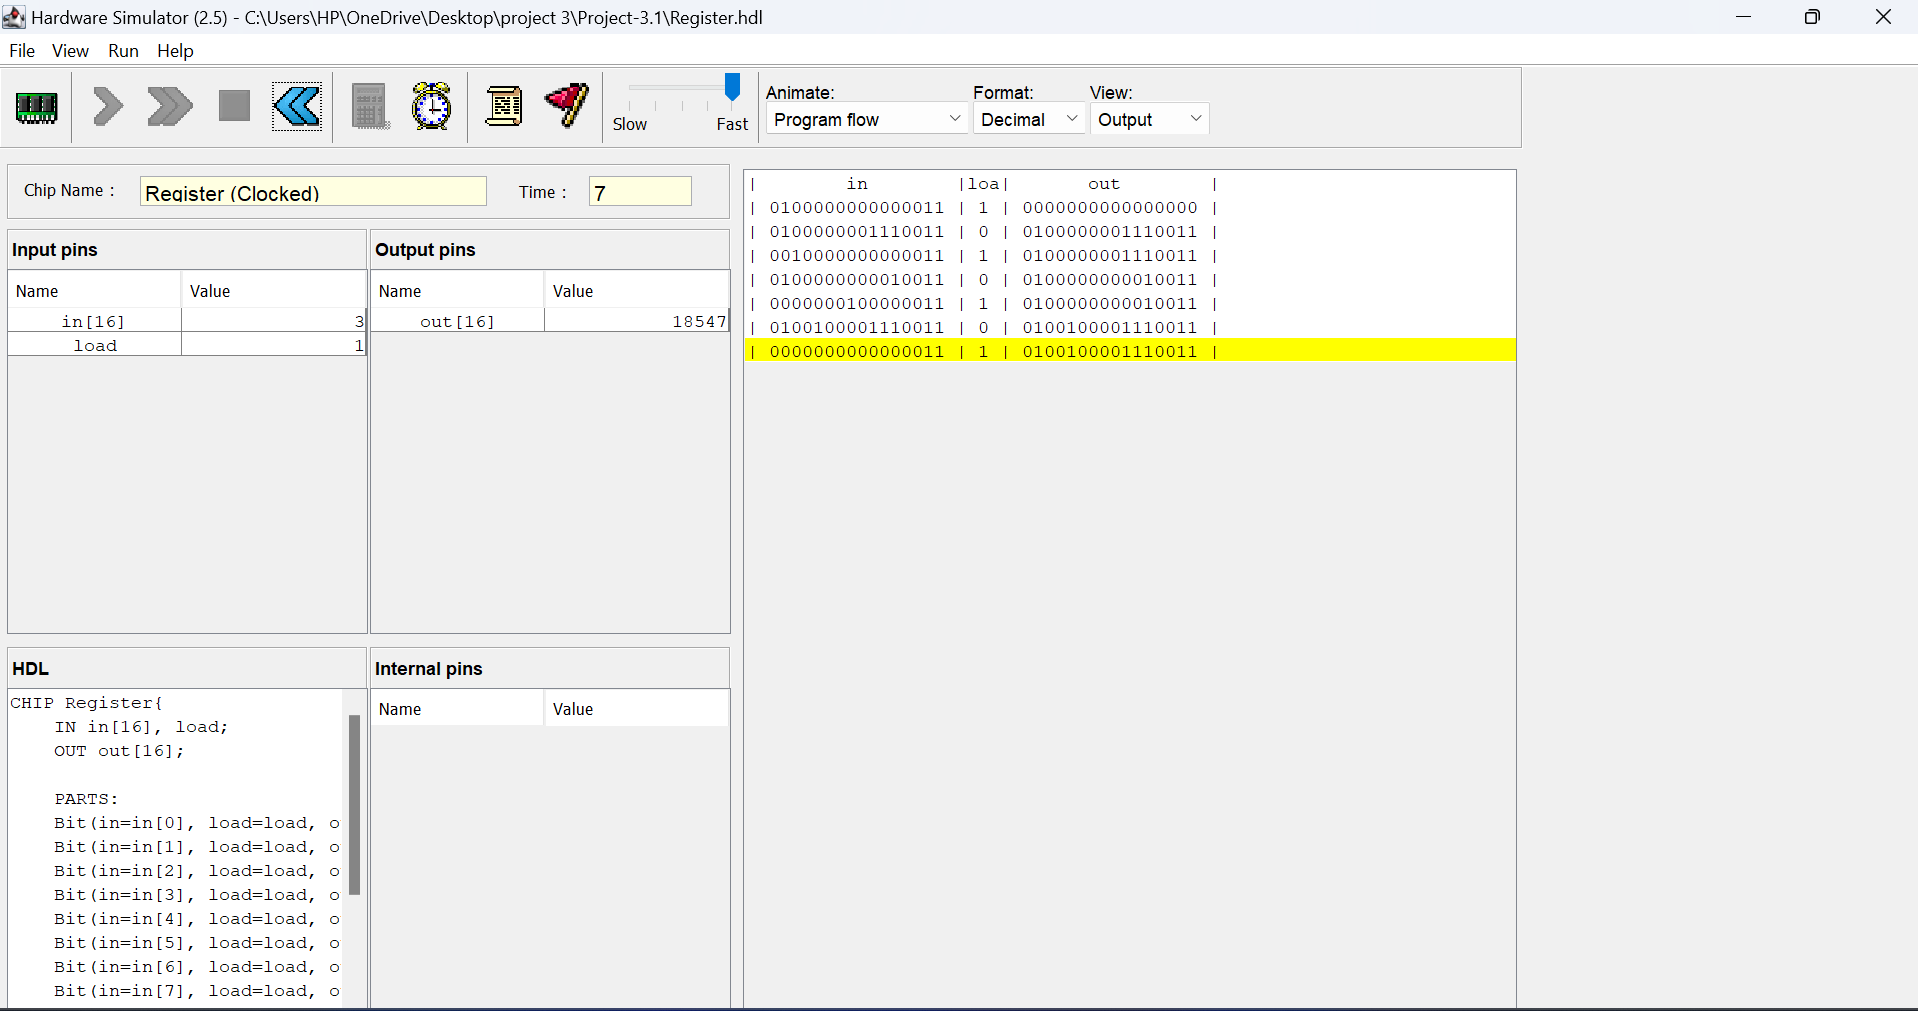 Hardware Simulator (2.5) - C:\Users\HP\OneDrive\Desktop\project 3\Project-3.1\Register.hdl
File View Run Help
Slow Fast
Animate: Format: View:
Program flow Decimal Output
Chip Name : Register (Clocked) Time : 7
Input pins
Name Value
in[16] 3
load 1
Output pins
Name Value
out[16] 18547
HDL
CHIP Register{
IN in[16], load;
OUT out[16];
PARTS:
Bit(in=in[0], load=load, o
Bit(in=in[1], load=load, o
Bit(in=in[2], load=load, o
Bit(in=in[3], load=load, o
Bit(in=in[4], load=load, o
Bit(in=in[5], load=load, o
Bit(in=in[6], load=load, o
Bit(in=in[7], load=load, o
Internal pins
Name Value
| in |loa| out |
| 0100000000000011 | 1 | 0000000000000000 |
| 0100000001110011 | 0 | 0100000001110011 |
| 0010000000000011 | 1 | 0100000001110011 |
| 0100000000010011 | 0 | 0100000000010011 |
| 0000000100000011 | 1 | 0100000000010011 |
| 0100100001110011 | 0 | 0100100001110011 |
| 0000000000000011 | 1 | 0100100001110011 |